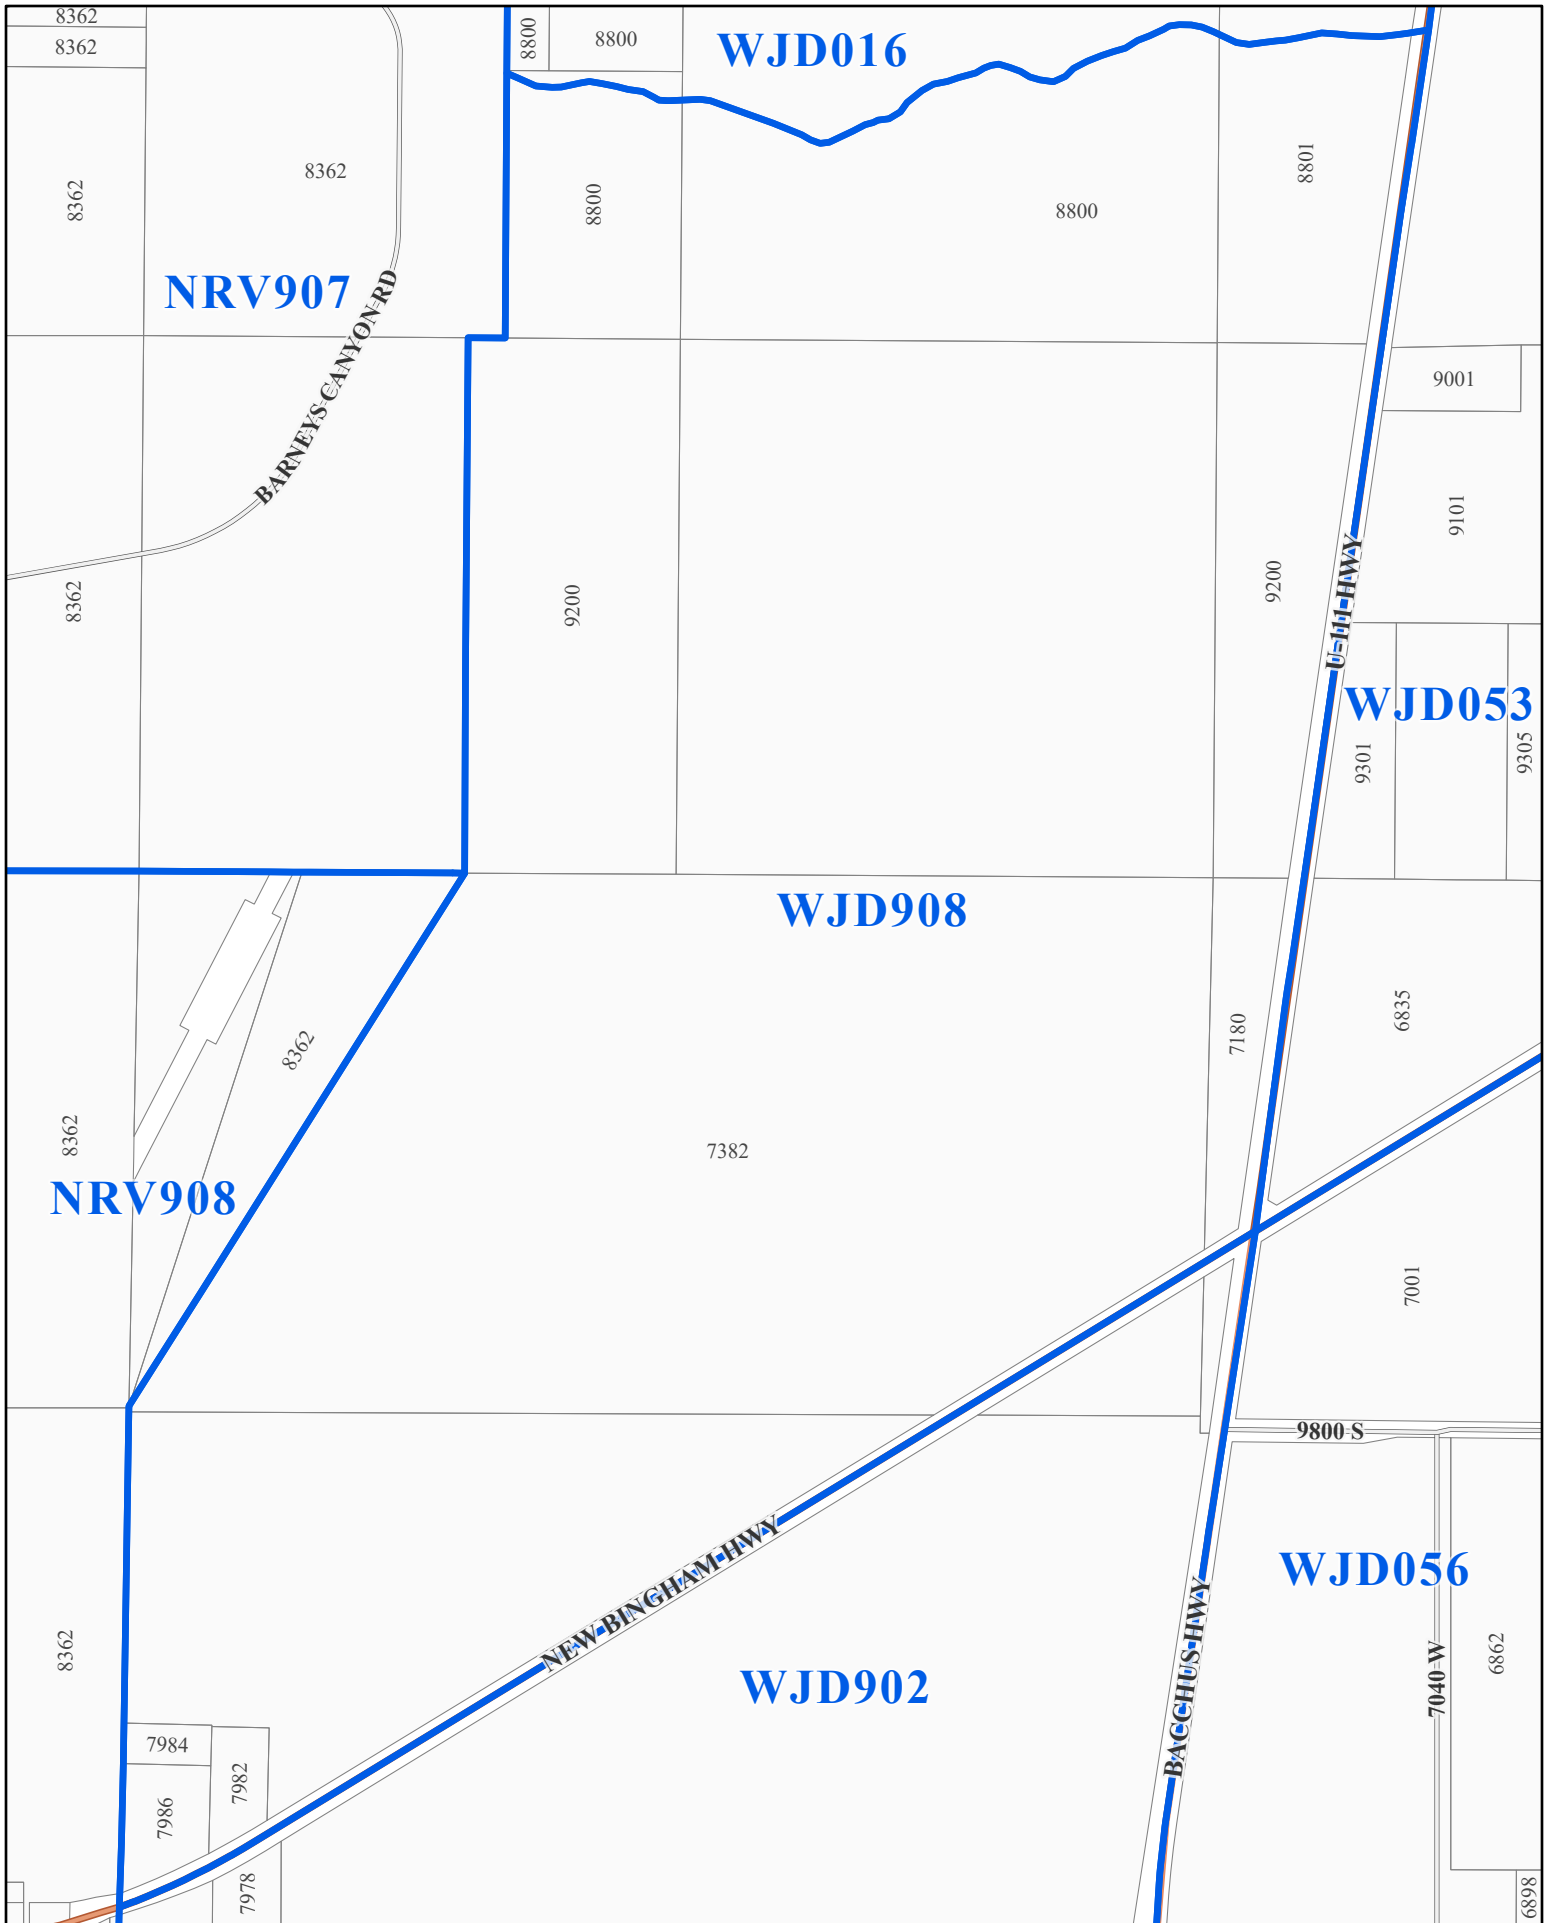 8362
8362
8800
8800
WJD016
8362
8362
8800
8800
8801
NRV907
BARNEYS CANYON RD
9001
9101
8362
9200
9200
U-111 HWY
WJD053
9301
9305
WJD908
8362
7180
6835
8362
7382
NRV908
7001
9800 S
NEW BINGHAM HWY
WJD056
BACCHUS HWY
8362
7040 W
6862
WJD902
7984
7982
7986
7978
6898